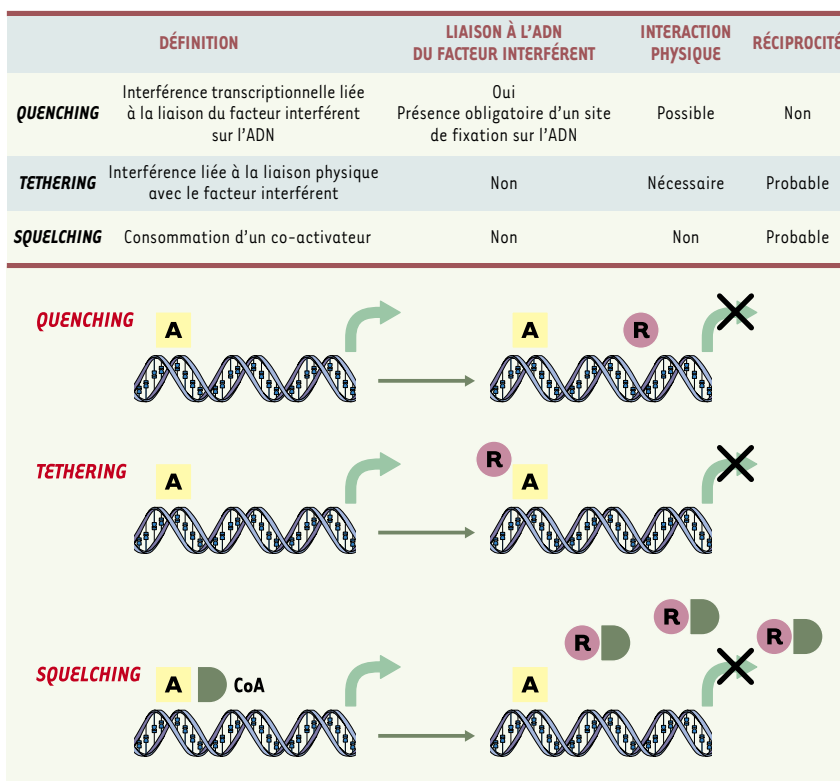 DÉFINITION
LIAISON À L'ADN
DU FACTEUR INTERFÉRENT
INTERACTION
PHYSIQUE
RÉCIPROCITÉ
QUENCHING
Interférence transcriptionnelle liée
à la liaison du facteur interférent
sur l'ADN
Oui
Présence obligatoire d'un site
de fixation sur l'ADN
Possible
Non
TETHERING
Interférence liée à la liaison physique
avec le facteur interférent
Non
Nécessaire
Probable
SQUELCHING
Consommation d'un co-activateur
Non
Non
Probable
QUENCHING
A
A
R
TETHERING
A
R
A
SQUELCHING
A
CoA
A
R
R
R